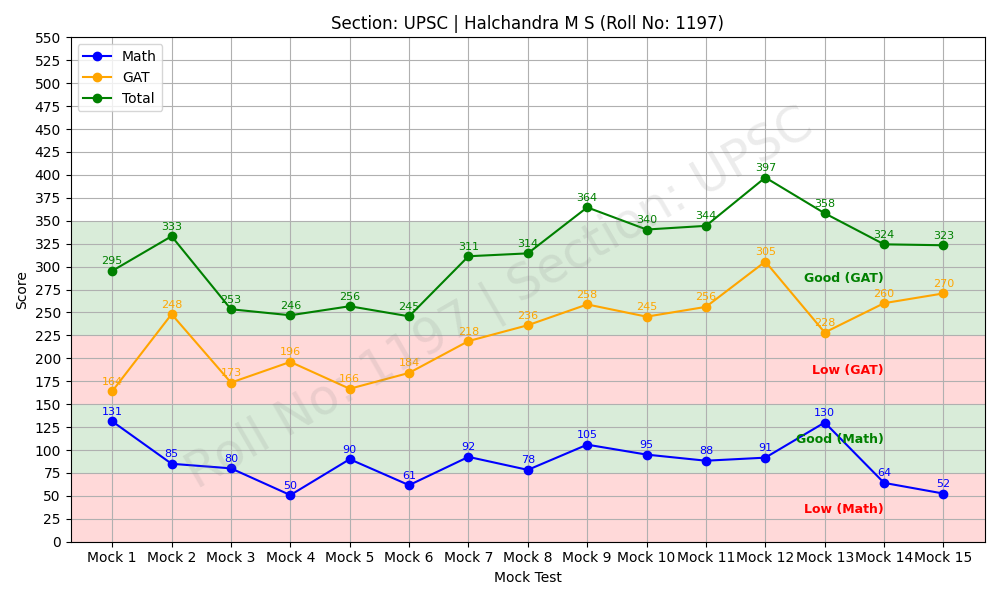 Section: UPSC | Halchandra M S (Roll No: 1197)
Math
GAT
Total
Score
550
525
500
475
450
425
400
375
350
325
300
275
250
225
200
175
150
125
100
75
50
25
0
295 333 253 246 256 245 311 314 364 340 344 397 358 324 323
164 248 173 196 166 184 218 236 258 245 256 305 228 260 270
131 85 80 50 90 61 92 78 105 95 88 91 130 64 52
Good (GAT)
Low (GAT)
Good (Math)
Low (Math)
Roll No: 1197 | Section: UPSC
Mock 1 Mock 2 Mock 3 Mock 4 Mock 5 Mock 6 Mock 7 Mock 8 Mock 9 Mock 10 Mock 11 Mock 12 Mock 13 Mock 14 Mock 15
Mock Test